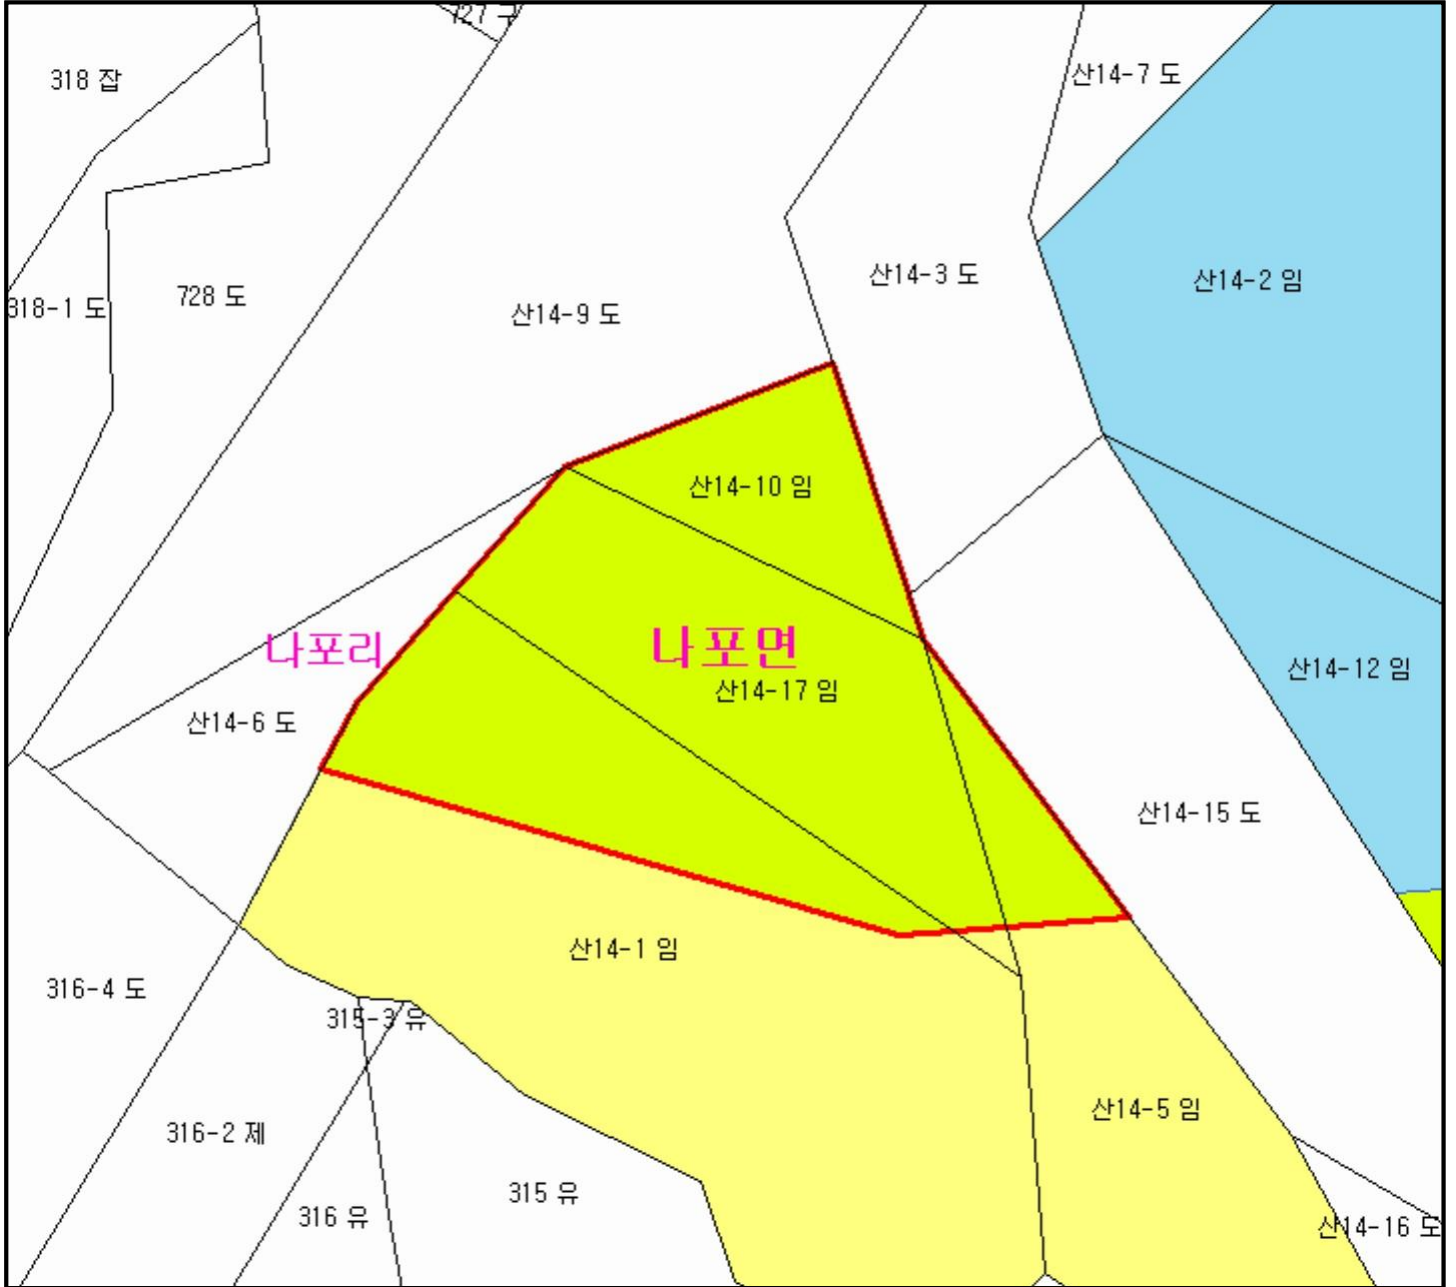 318 잡
산14-7 도
318-1 도
728 도
산14-9 도
산14-3 도
산14-2 임
산14-10 임
나포리
나포면
산14-17 임
산14-12 임
산14-6 도
산14-15 도
산14-1 임
316-4 도
315-3 유
316-2 제
산14-5 임
315 유
316 유
산14-16 도